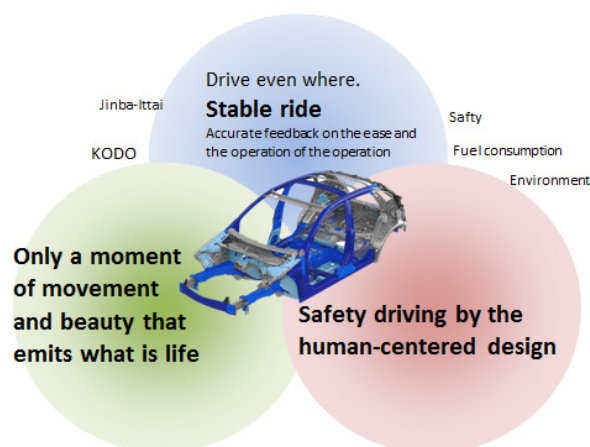 Drive even where.
Stable ride
Accurate feedback on the ease and
the operation of the operation
Jinba-Ittai
KODO
Safty
Fuel consumption
Environment
Only a moment
of movement
and beauty that
emits what is life
Safety driving by the
human-centered design